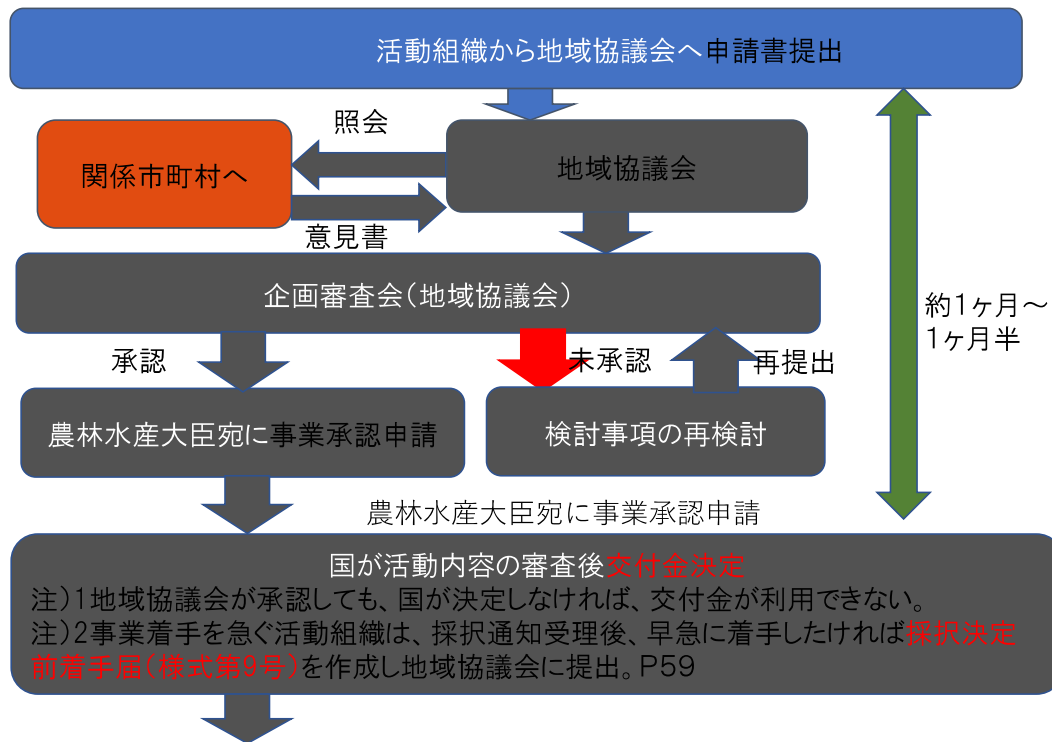 活動組織から地域協議会へ申請書提出
照会
関係市町村へ
地域協議会
意見書
企画審査会(地域協議会)
約1ヶ月～
1ヶ月半
承認
未承認
再提出
農林水産大臣宛に事業承認申請
検討事項の再検討
農林水産大臣宛に事業承認申請
国が活動内容の審査後交付金決定
注)1地域協議会が承認しても、国が決定しなければ、交付金が利用できない。
注)2事業着手を急ぐ活動組織は、採択通知受理後、早急に着手したければ採択決定
前着手届(様式第9号)を作成し地域協議会に提出。P59